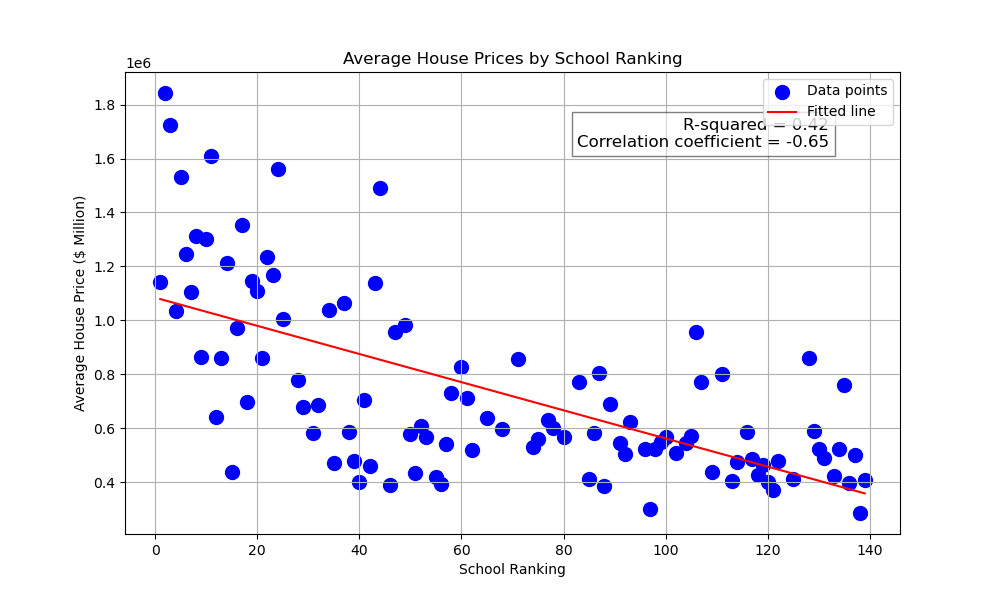 Average House Prices by School Ranking
1e6
Data points
Fitted line
R-squared = 0.42
Correlation coefficient = -0.65
Average House Price ($ Million)
1.8
1.6
1.4
1.2
1.0
0.8
0.6
0.4
0 20 40 60 80 100 120 140
School Ranking